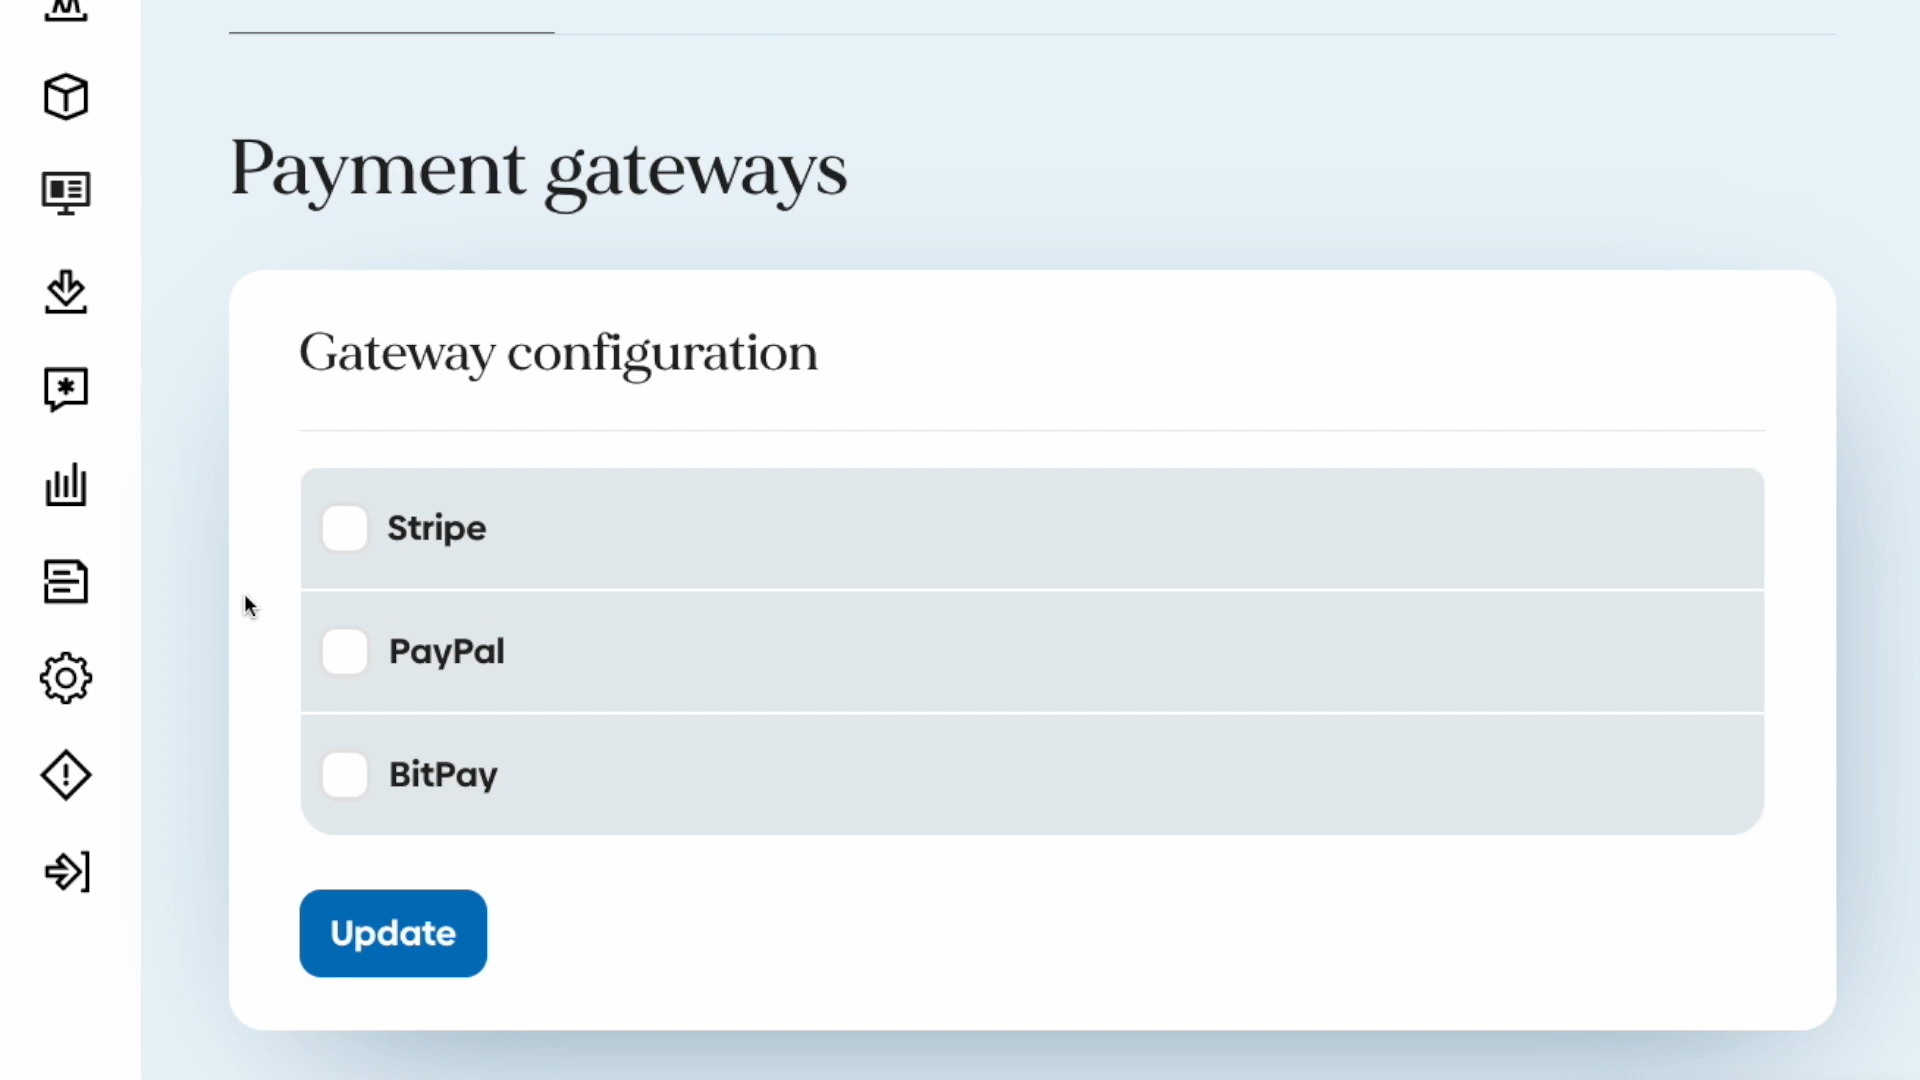 Payment gateways
Gateway configuration
Stripe
PayPal
BitPay
Update